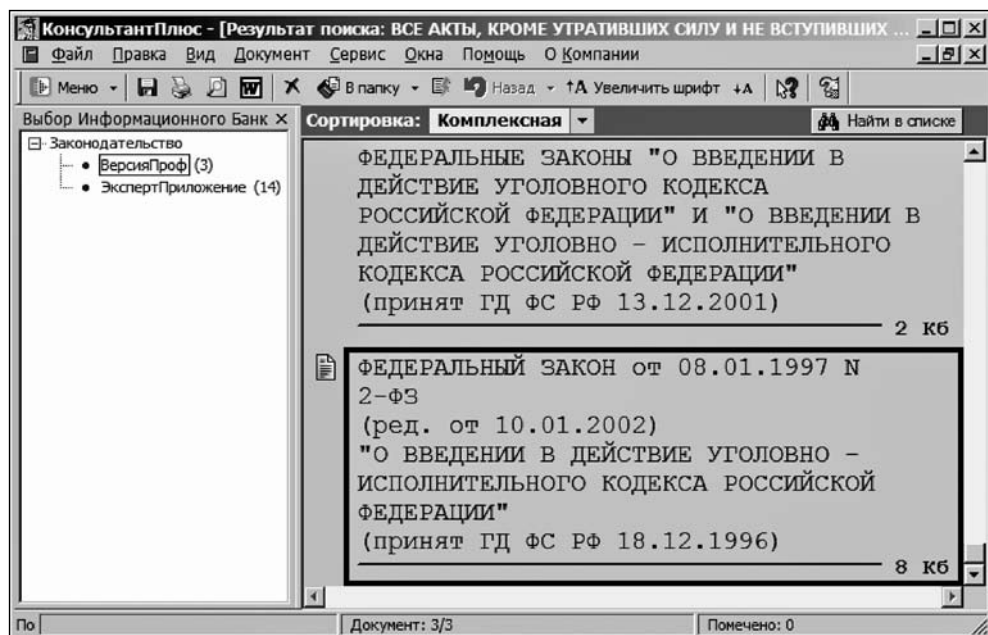 КонсультантПлюс - [Результат поиска: ВСЕ АКТЫ, КРОМЕ УТРАТИВШИХ СИЛУ И НЕ ВСТУПИВШИХ ...
Файл Правка Вид Документ Сервис Окна Помощь О Компании
Меню В папку Назад Увеличить шрифт
Выбор Информационного Банк
Сортировка: Комплексная Найти в списке
Законодательство
ВерсияПроф (3)
ЭкспертПриложение (14)
ФЕДЕРАЛЬНЫЕ ЗАКОНЫ "О ВВЕДЕНИИ В
ДЕЙСТВИЕ УГОЛОВНОГО КОДЕКСА
РОССИЙСКОЙ ФЕДЕРАЦИИ" И "О ВВЕДЕНИИ В
ДЕЙСТВИЕ УГОЛОВНО - ИСПОЛНИТЕЛЬНОГО
КОДЕКСА РОССИЙСКОЙ ФЕДЕРАЦИИ"
(принят ГД ФС РФ 13.12.2001)
2 Кб
ФЕДЕРАЛЬНЫЙ ЗАКОН от 08.01.1997 N
2-ФЗ
(ред. от 10.01.2002)
"О ВВЕДЕНИИ В ДЕЙСТВИЕ УГОЛОВНО -
ИСПОЛНИТЕЛЬНОГО КОДЕКСА РОССИЙСКОЙ
ФЕДЕРАЦИИ"
(принят ГД ФС РФ 18.12.1996)
8 Кб
По Документ: 3/3 Помечено: 0